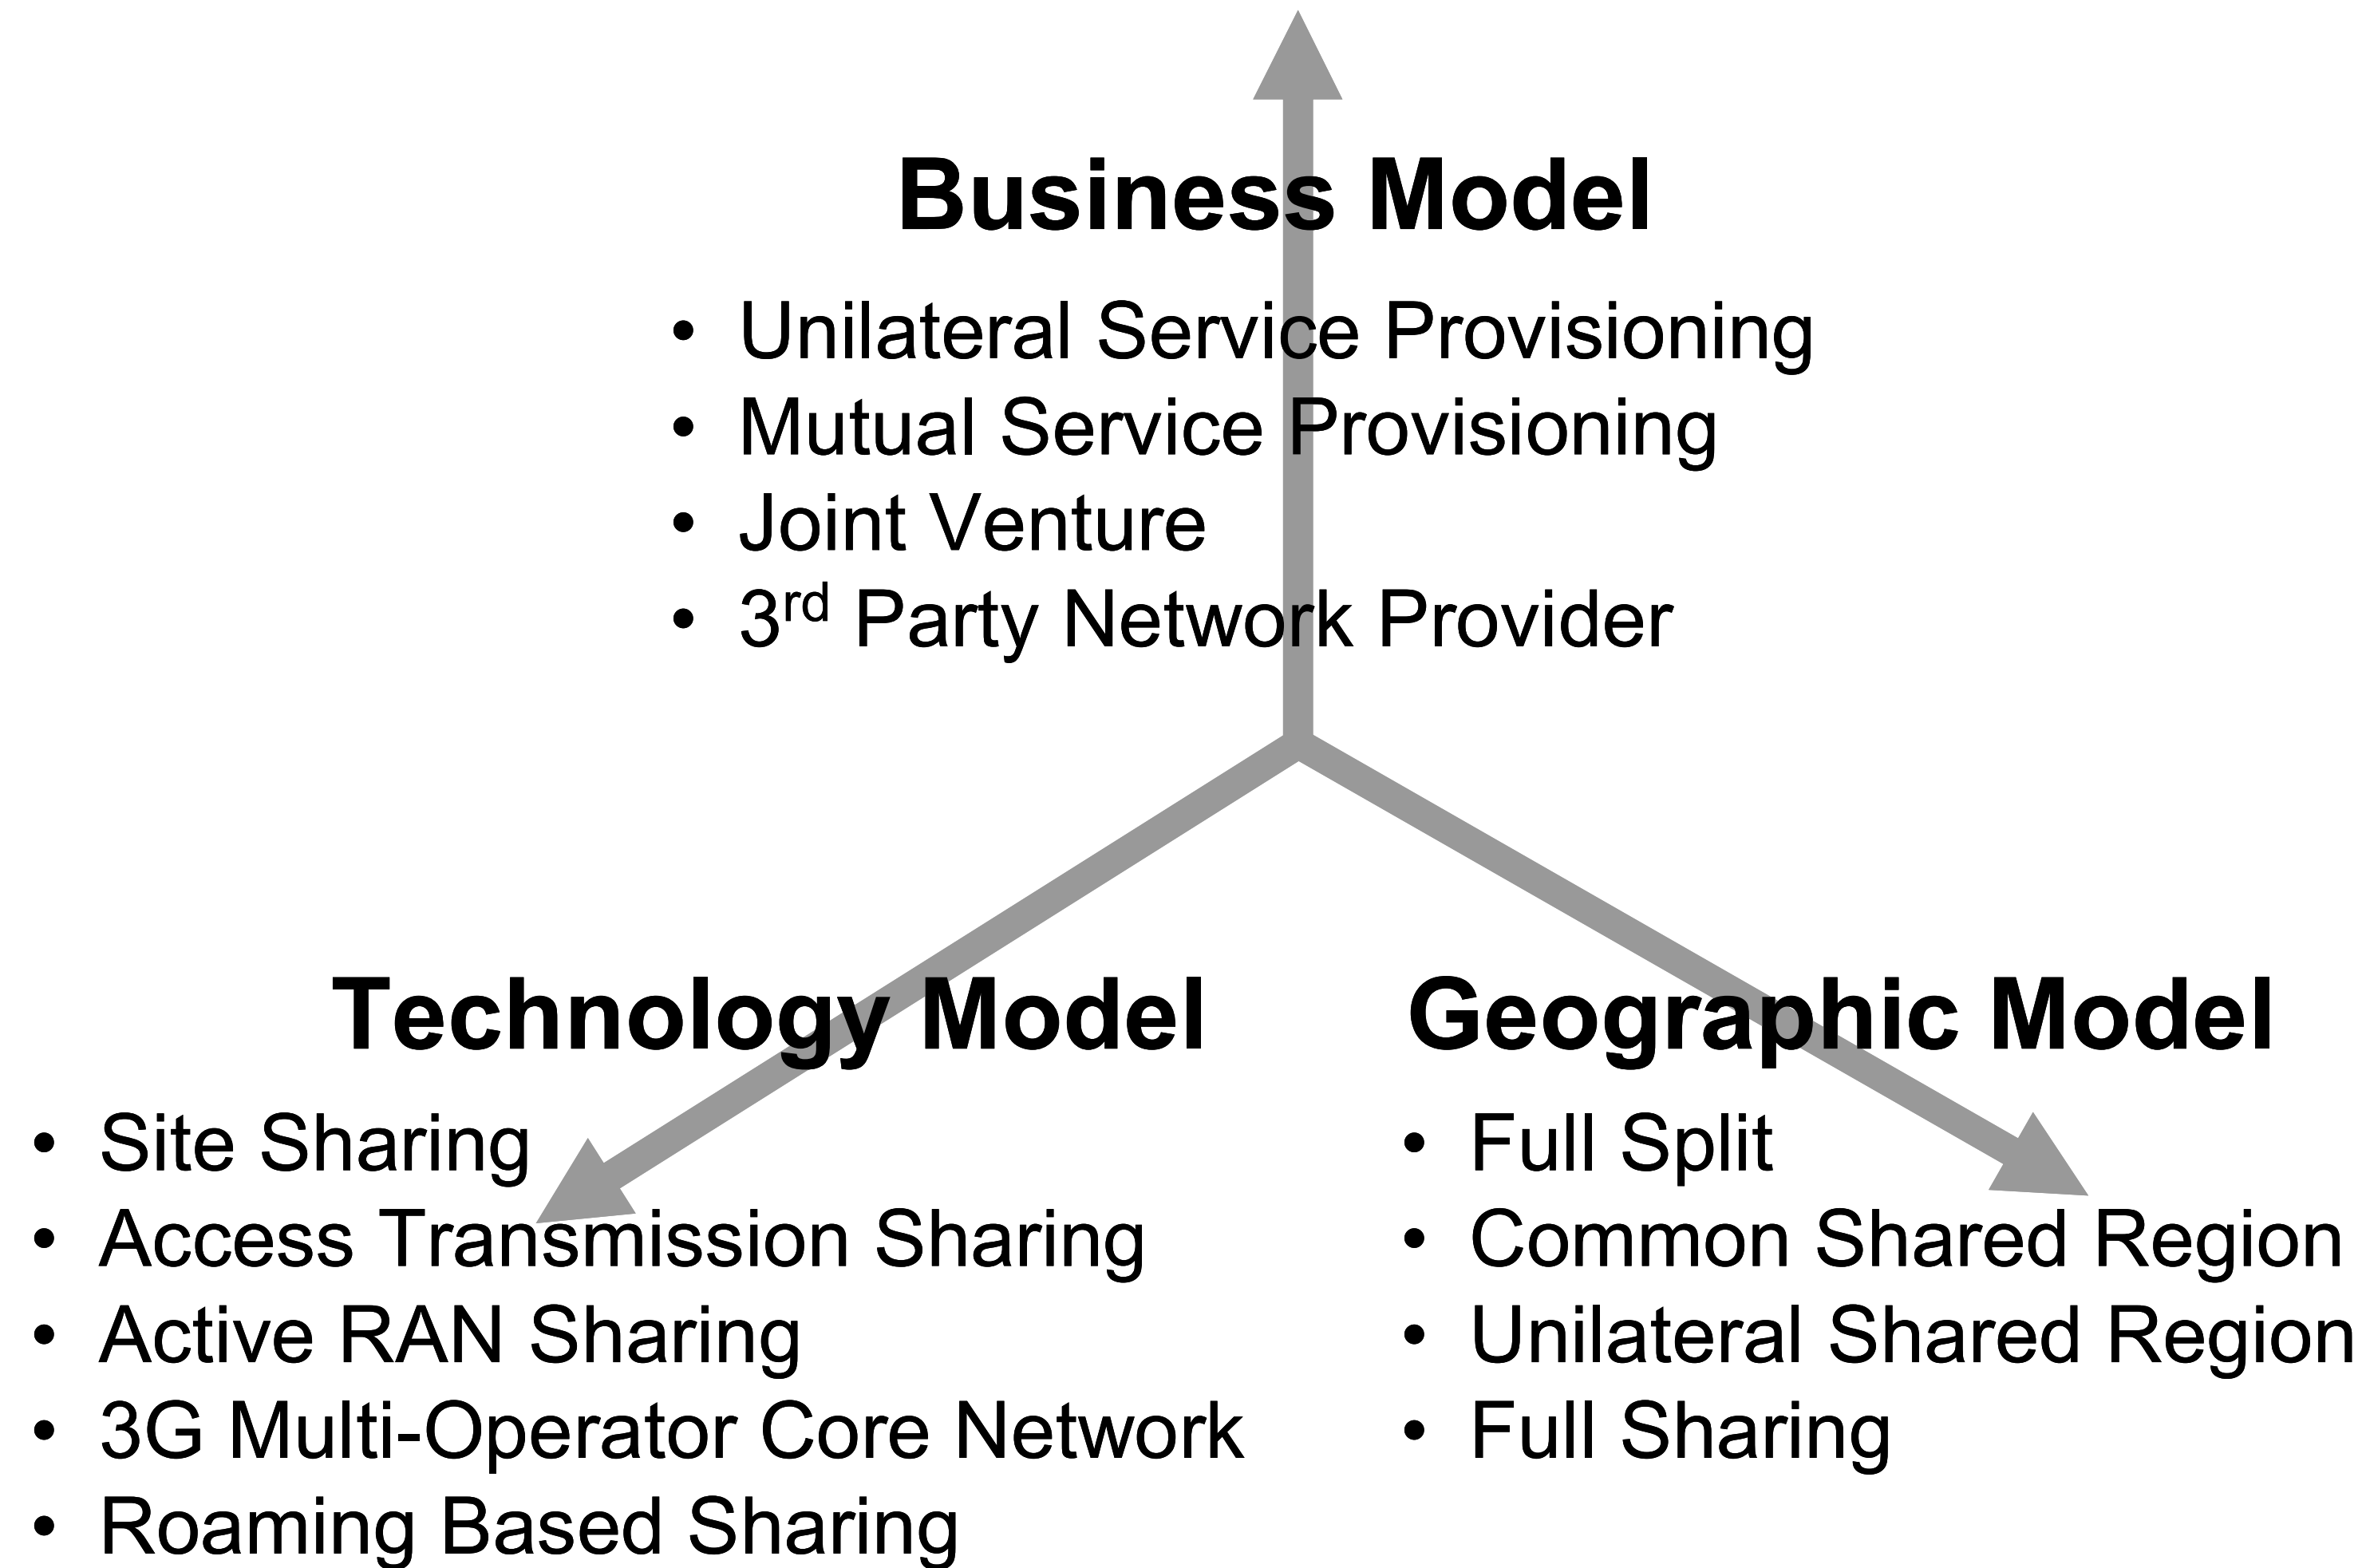 Business Model
• Unilateral Service Provisioning
• Mutual Service Provisioning
• Joint Venture
• 3rd Party Network Provider
Technology Model
• Site Sharing
• Access Transmission Sharing
• Active RAN Sharing
• 3G Multi-Operator Core Network
• Roaming Based Sharing
Geographic Model
• Full Split
• Common Shared Region
• Unilateral Shared Region
• Full Sharing